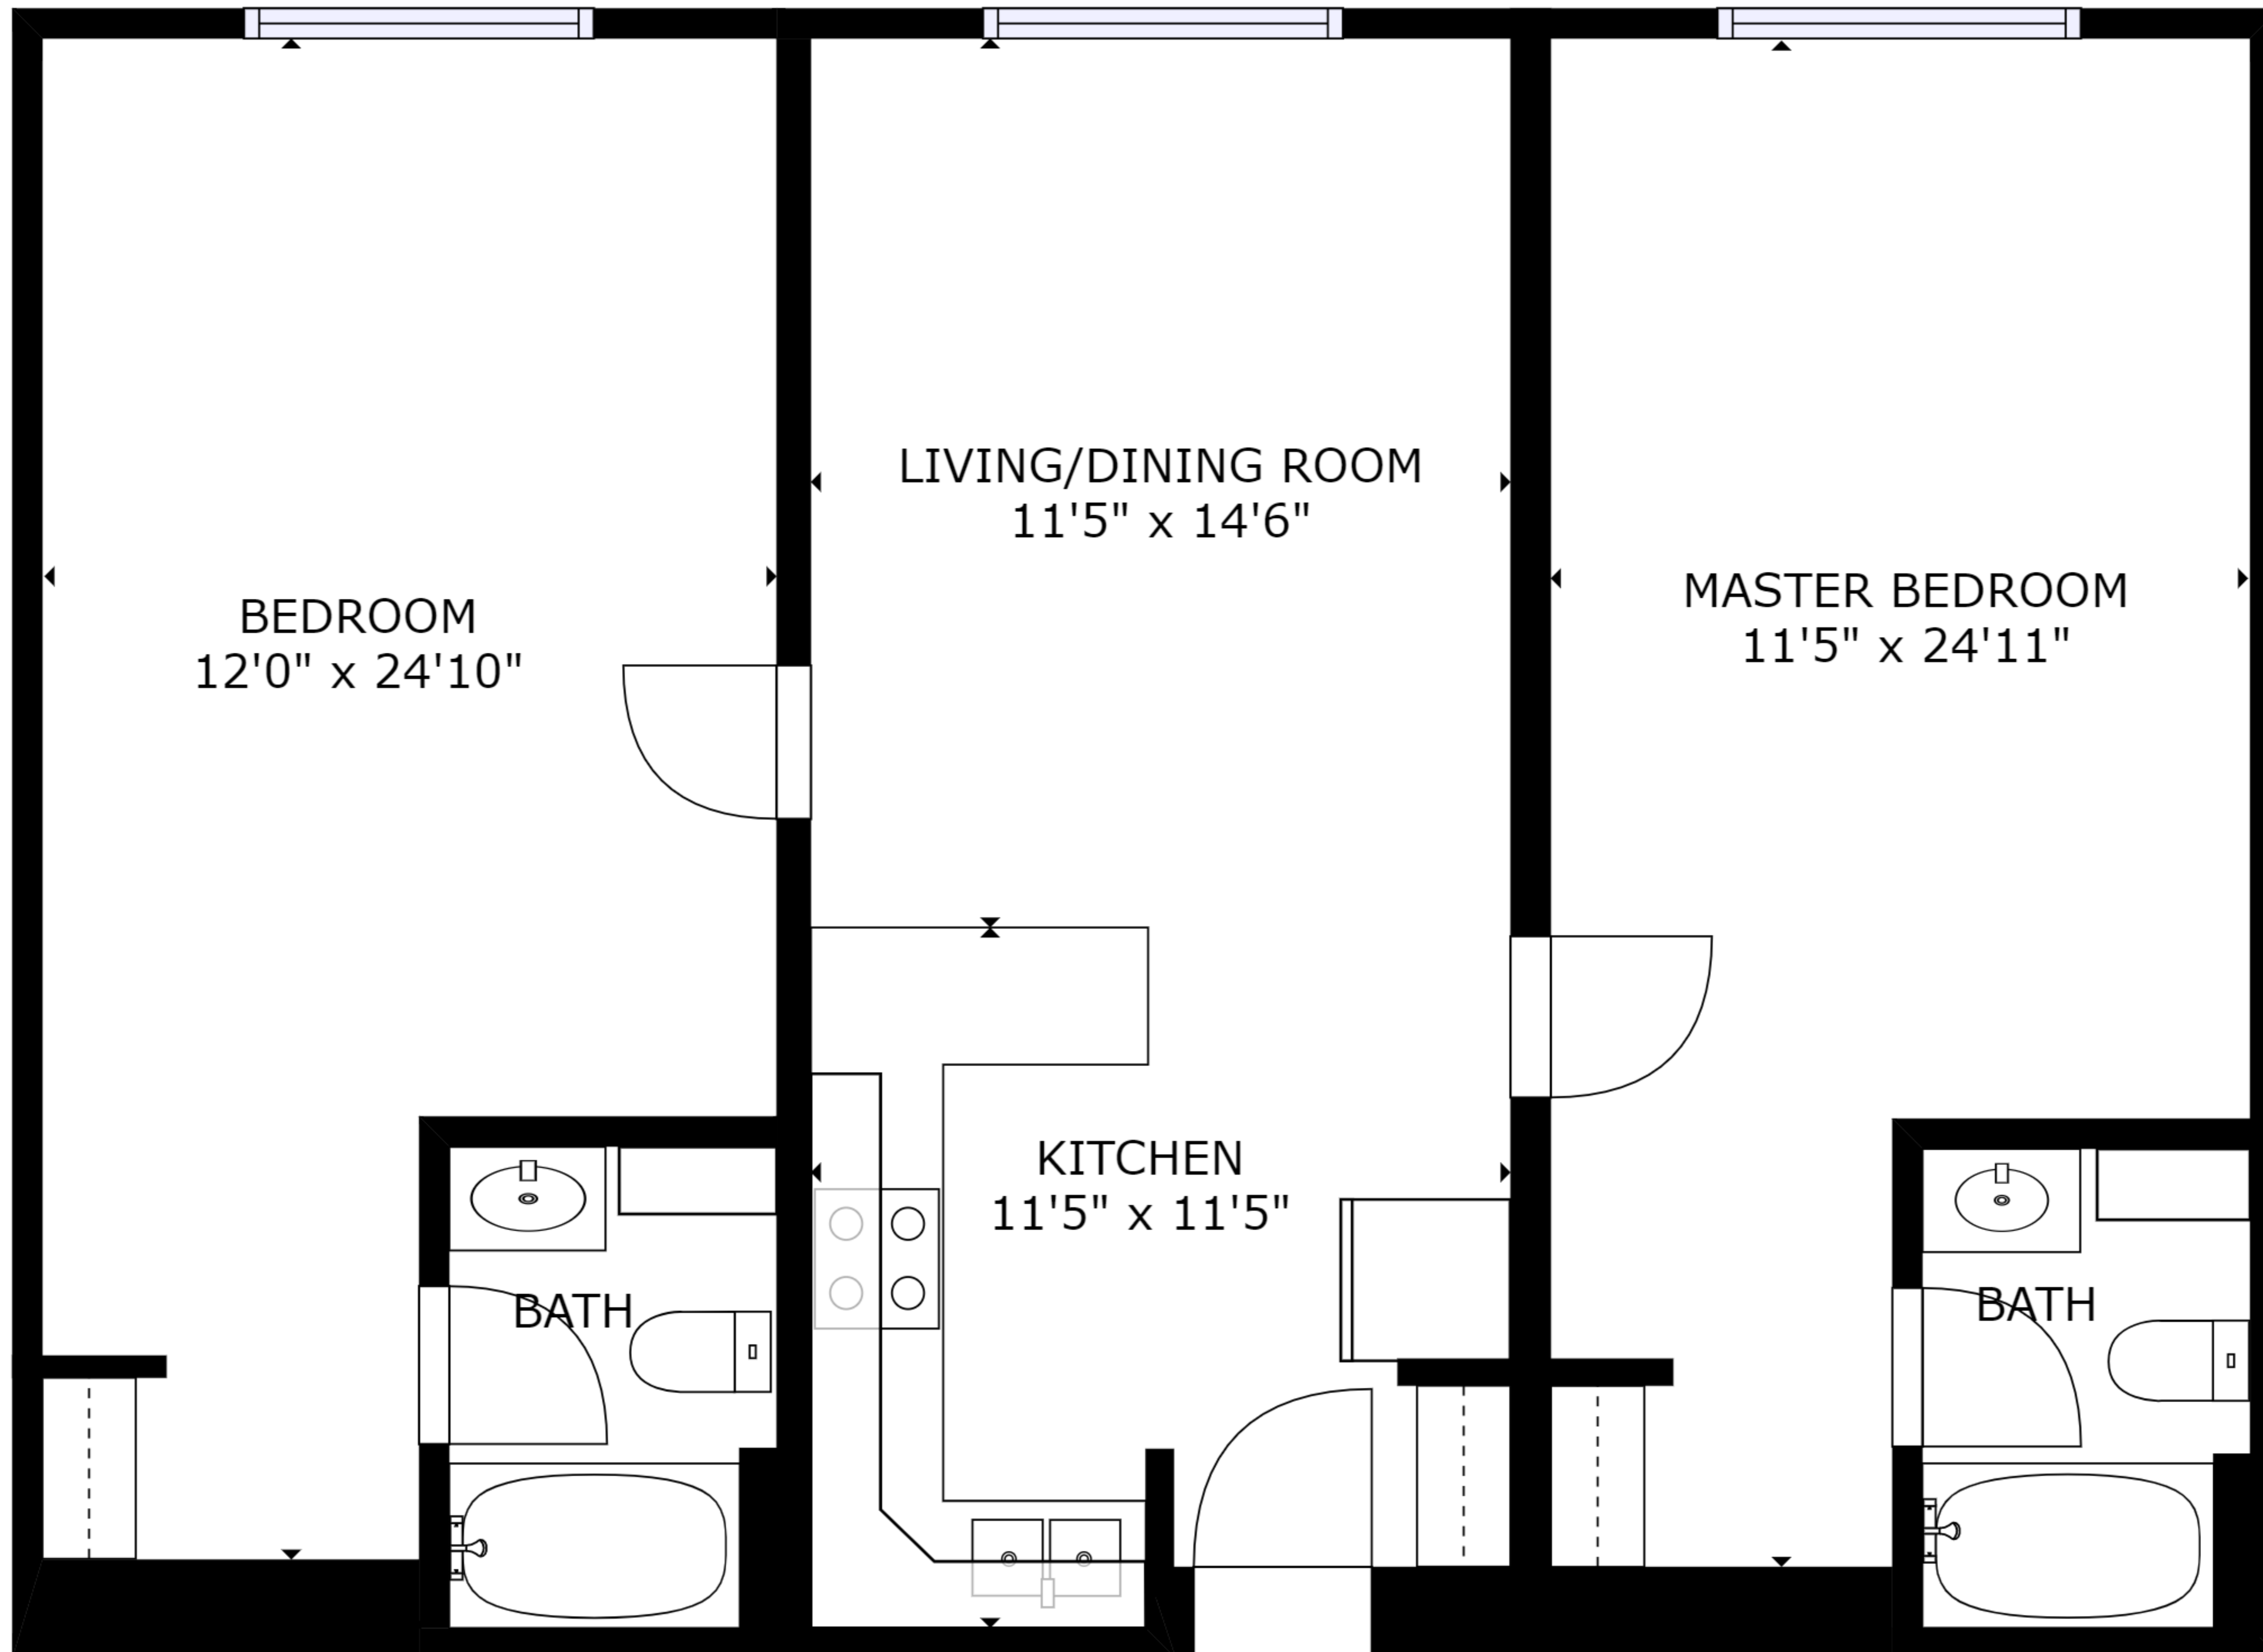 LIVING/DINING ROOM
11'5" x 14'6"
BEDROOM
12'0" x 24'10"
MASTER BEDROOM
11'5" x 24'11"
KITCHEN
11'5" x 11'5"
BATH
BATH